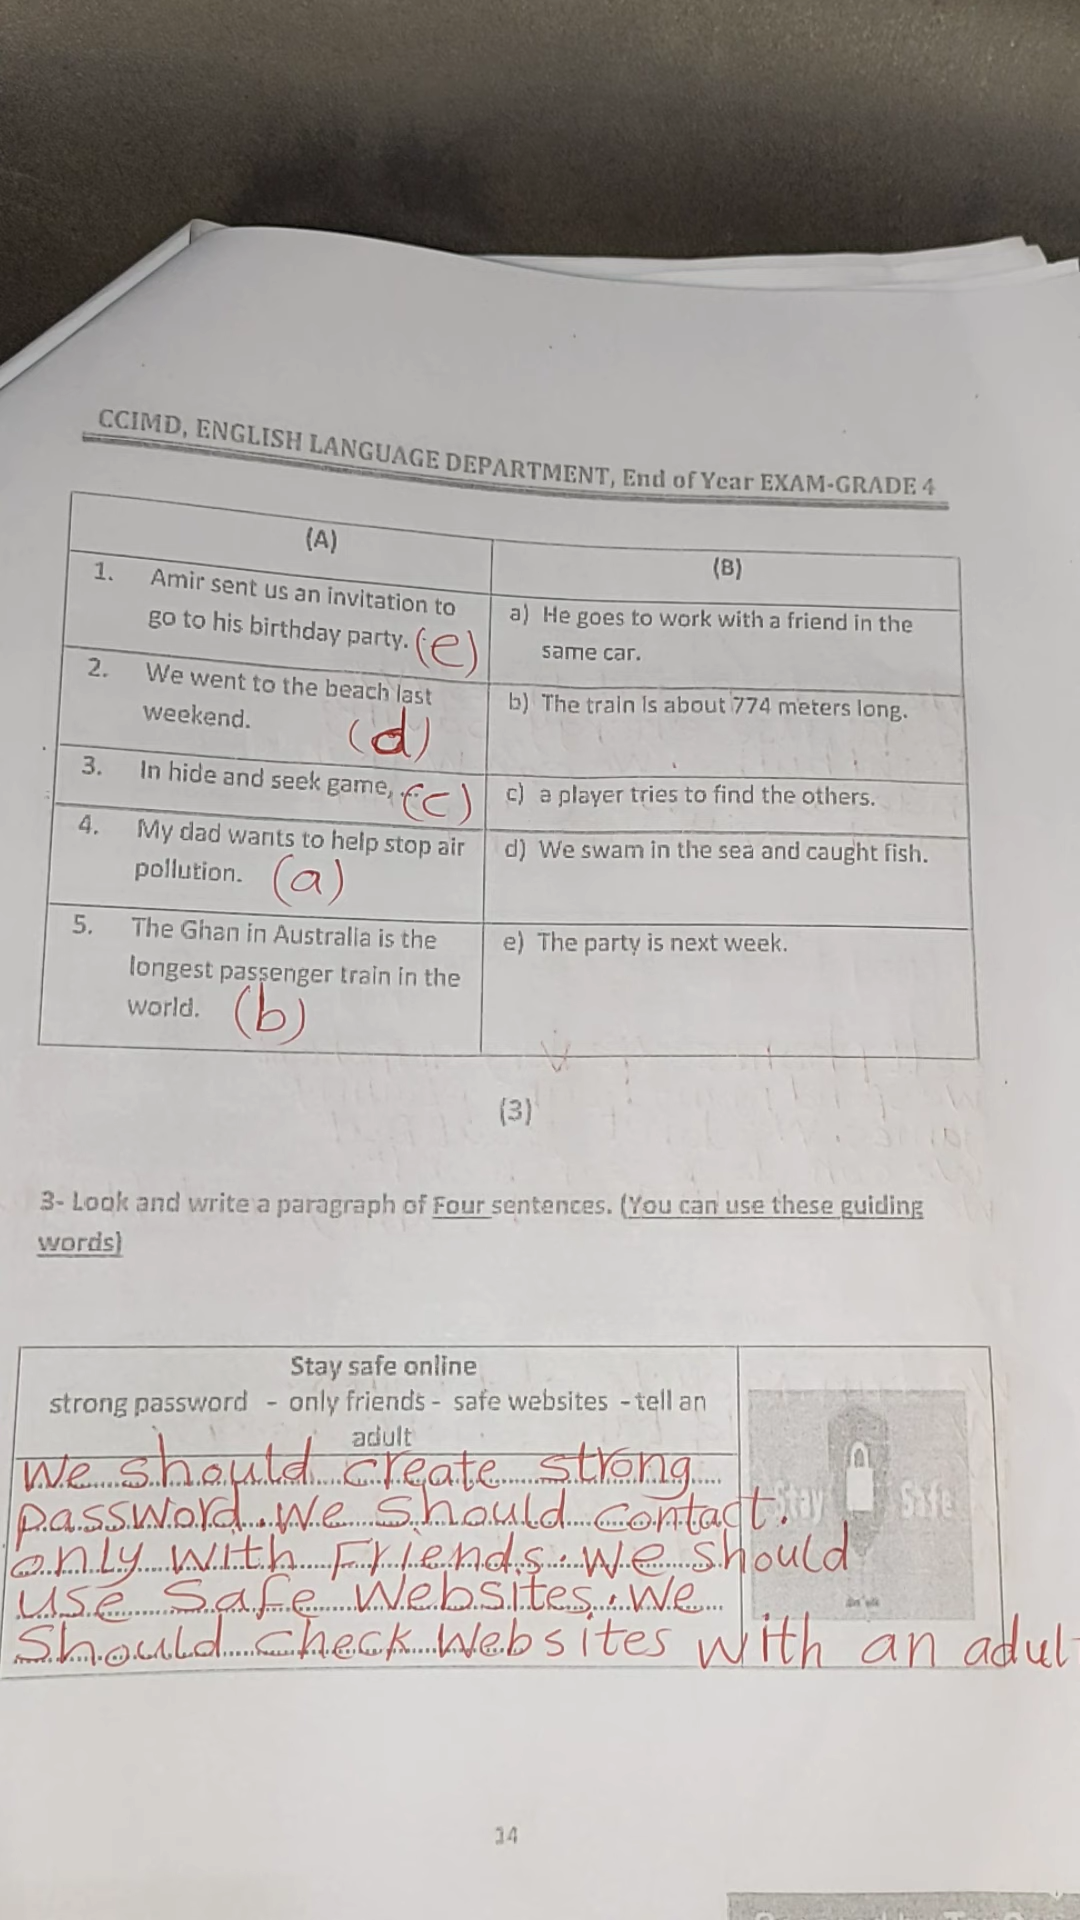 CCIMD, ENGLISH LANGUAGE DEPARTMENT, End of Year EXAM-GRADE 4
(A)
1. Amir sent us an invitation to
go to his birthday party. (e)
2. We went to the beach last
weekend. (d)
3. In hide and seek game, (c)
4. My dad wants to help stop air
pollution. (a)
5. The Ghan in Australia is the
longest passenger train in the
world. (b)
(B)
a) He goes to work with a friend in the
same car.
b) The train is about 774 meters long.
c) a player tries to find the others.
d) We swam in the sea and caught fish.
e) The party is next week.
(3)
3- Look and write a paragraph of Four sentences. (You can use these guiding
words)
Stay safe online
strong password - only friends - safe websites - tell an
adult
We should create strong
password. We should contact
only with Friends. We should
use safe websites. We
should check websites with an adul
Stay Safe
14